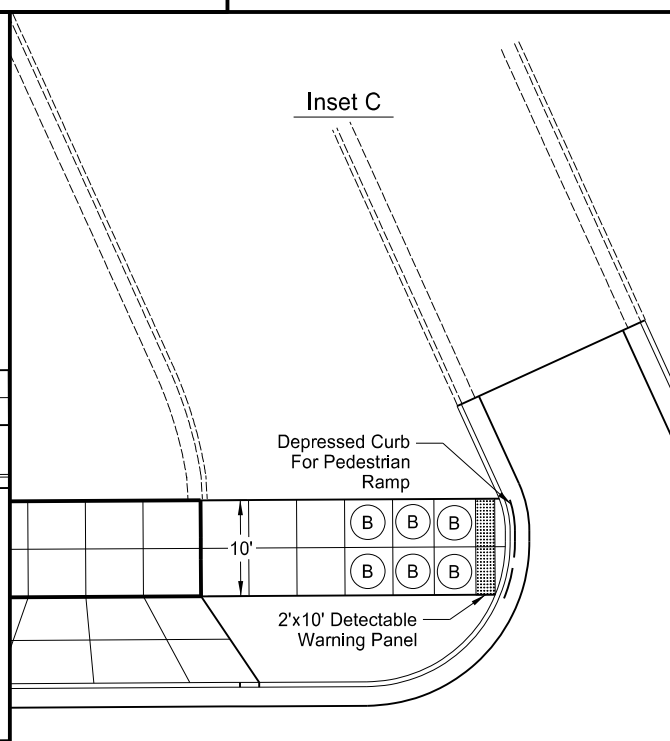 Inset C
Depressed Curb
For Pedestrian
Ramp
B B B
10'
B B B
2'x10' Detectable
Warning Panel